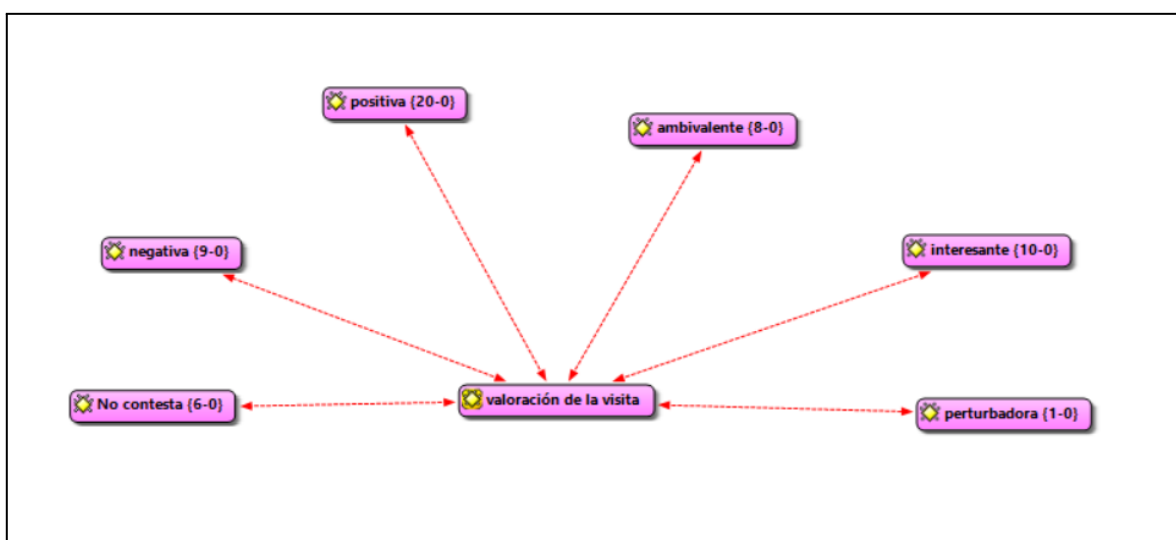 positiva {20-0}
ambivalente {8-0}
negativa {9-0}
interesante {10-0}
No contesta {6-0}
valoración de la visita
perturbadora {1-0}